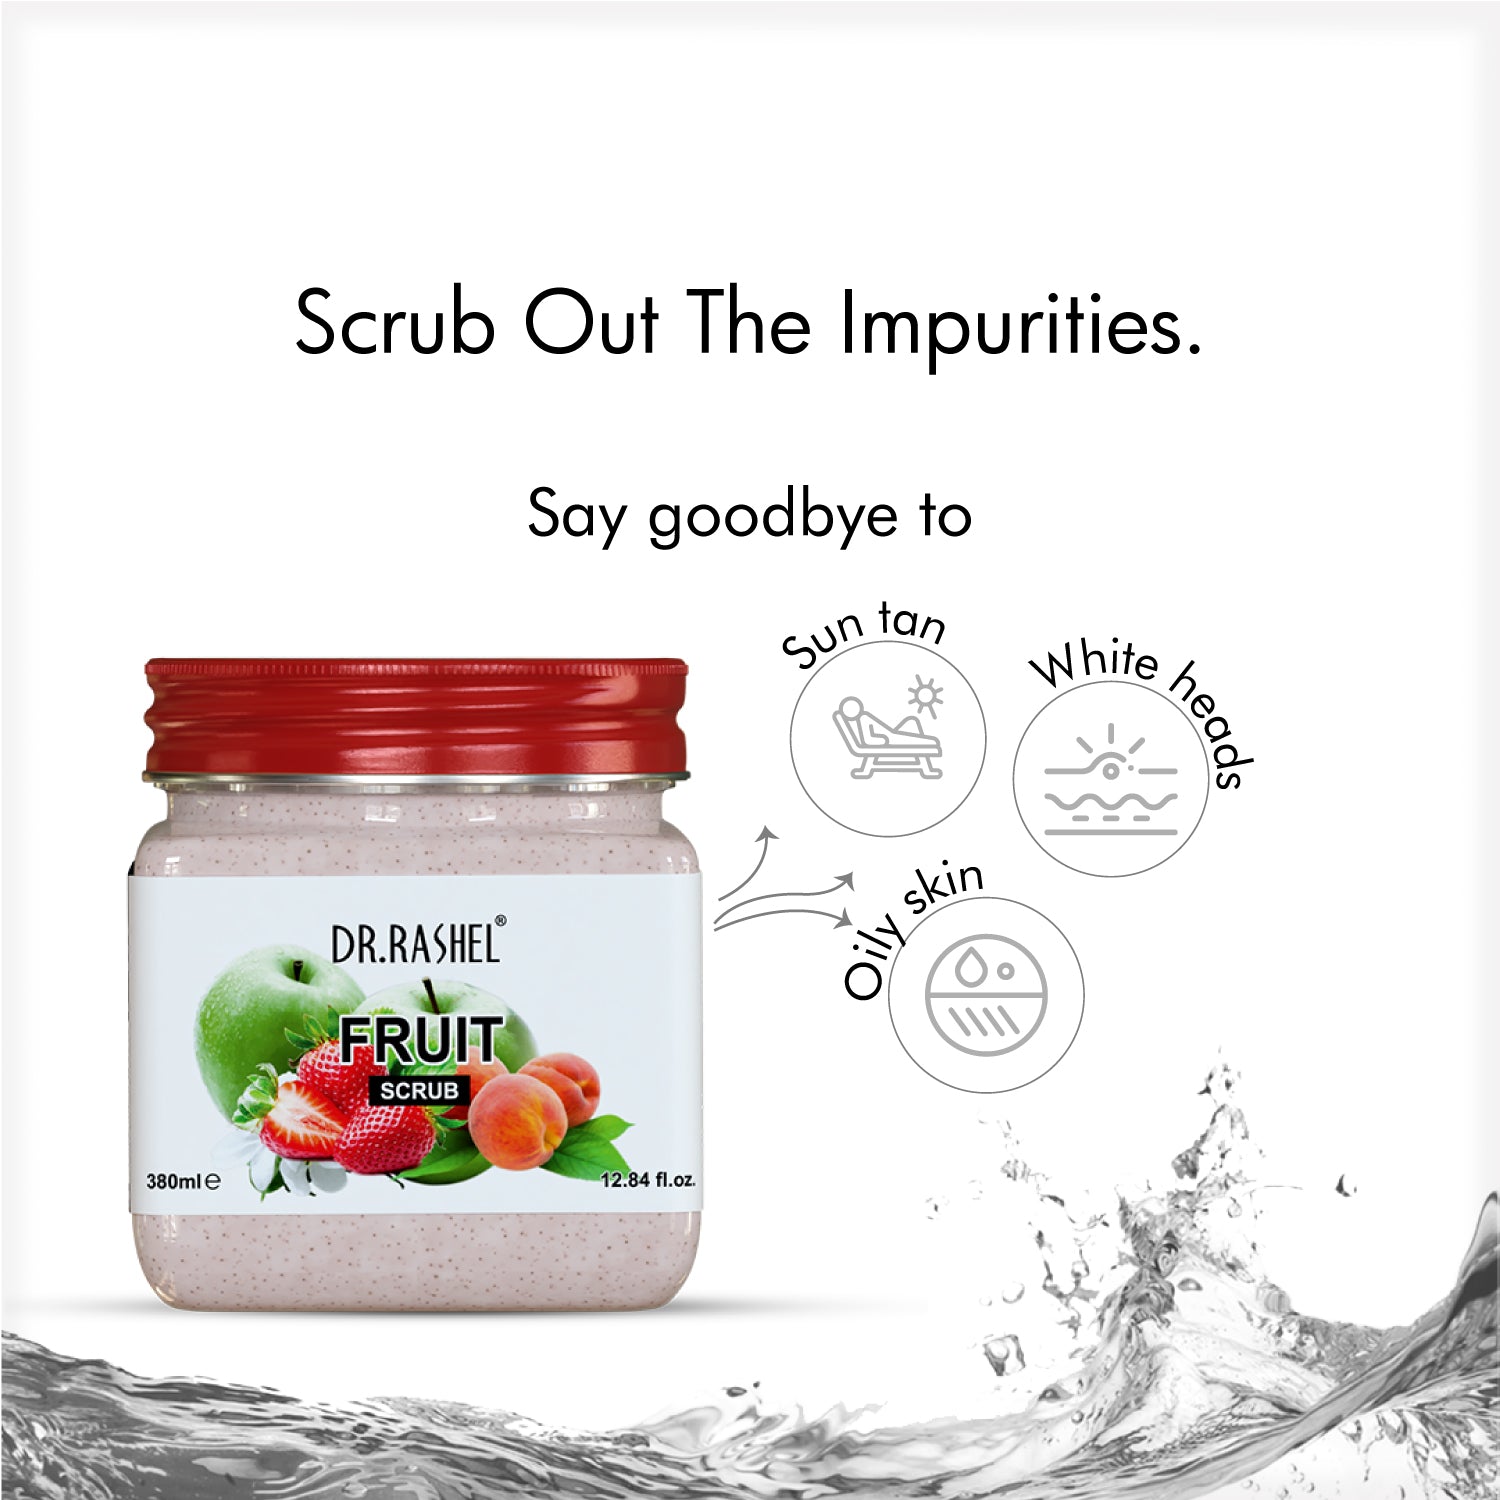 Scrub Out The Impurities.
Say goodbye to
Sun tan
White heads
Oily skin
DR.RASHEL®
FRUIT
SCRUB
380ml ℮
12.84 fl.oz.